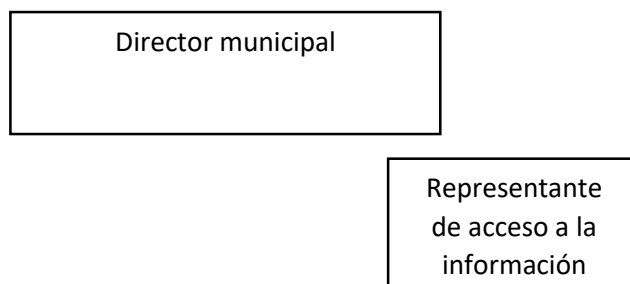 Director municipal
Representante
de acceso a la
información